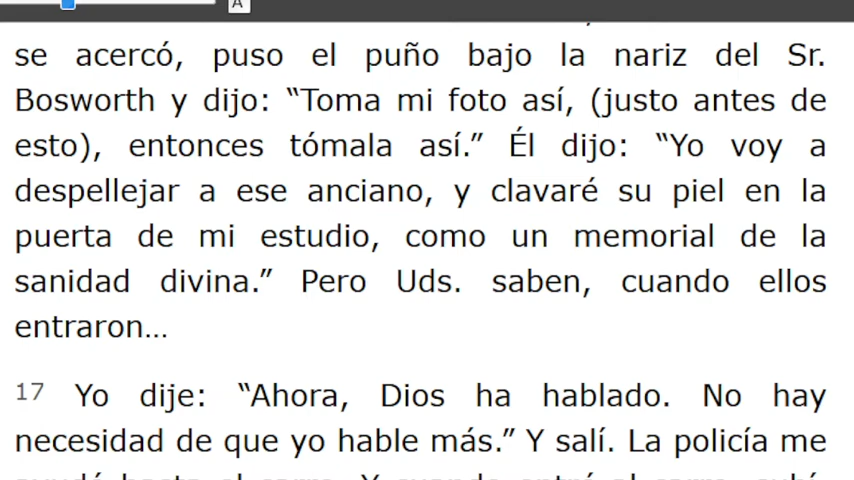 A
se acercó, puso el puño bajo la nariz del Sr.
Bosworth y dijo: “Toma mi foto así, (justo antes de
esto), entonces tómala así.” Él dijo: “Yo voy a
despellejar a ese anciano, y clavaré su piel en la
puerta de mi estudio, como un memorial de la
sanidad divina.” Pero Uds. saben, cuando ellos
entraron...
17 Yo dije: “Ahora, Dios ha hablado. No hay
necesidad de que yo hable más.” Y salí. La policía me